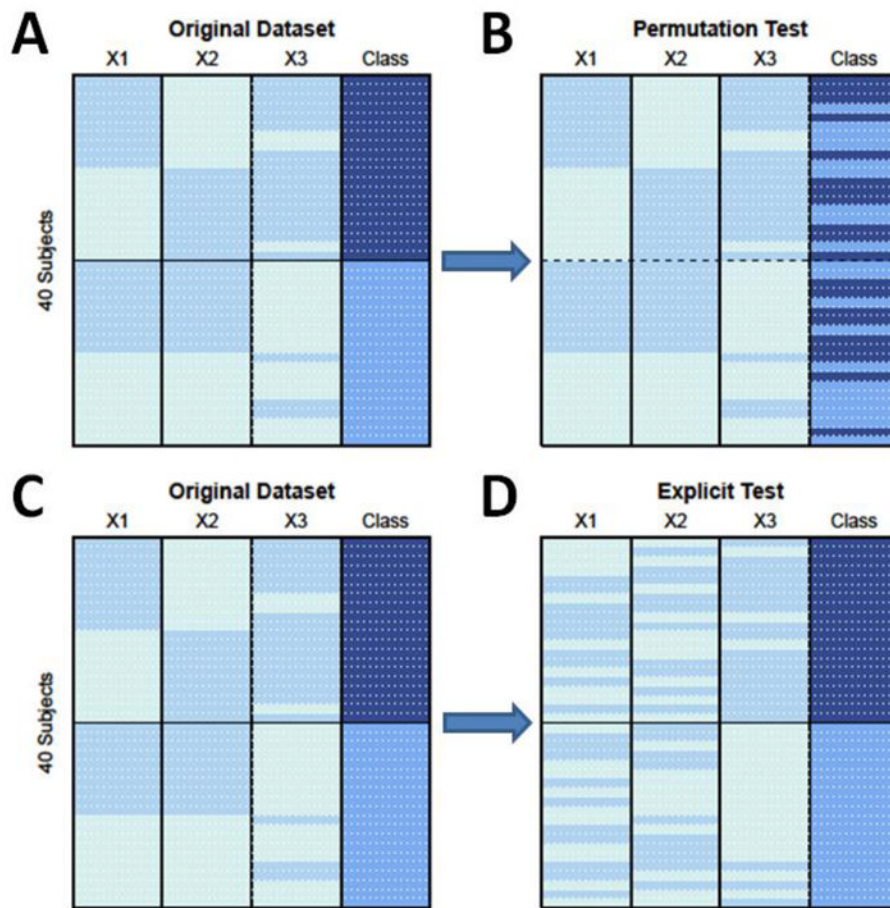 A
Original Dataset
X1 X2 X3 Class
40 Subjects
B
Permutation Test
X1 X2 X3 Class
C
Original Dataset
X1 X2 X3 Class
40 Subjects
D
Explicit Test
X1 X2 X3 Class